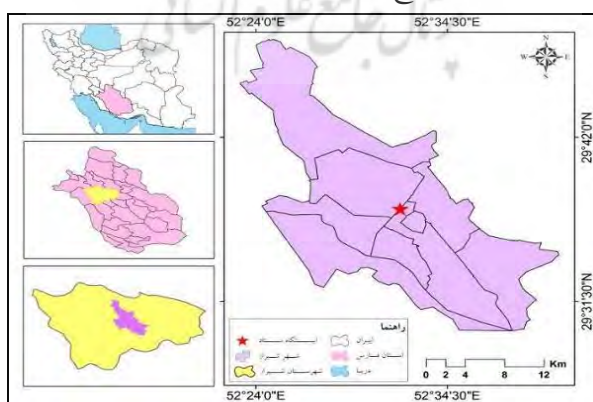 52°24'0"E 52°34'30"E
N
W E
S
29°42'0"N
29°31'30"N
راهنما
ایستگاه ستاد ایران
شهر شیراز استان فارس
شهرستان شیراز دریا
Km
0 2 4 8 12
52°24'0"E 52°34'30"E